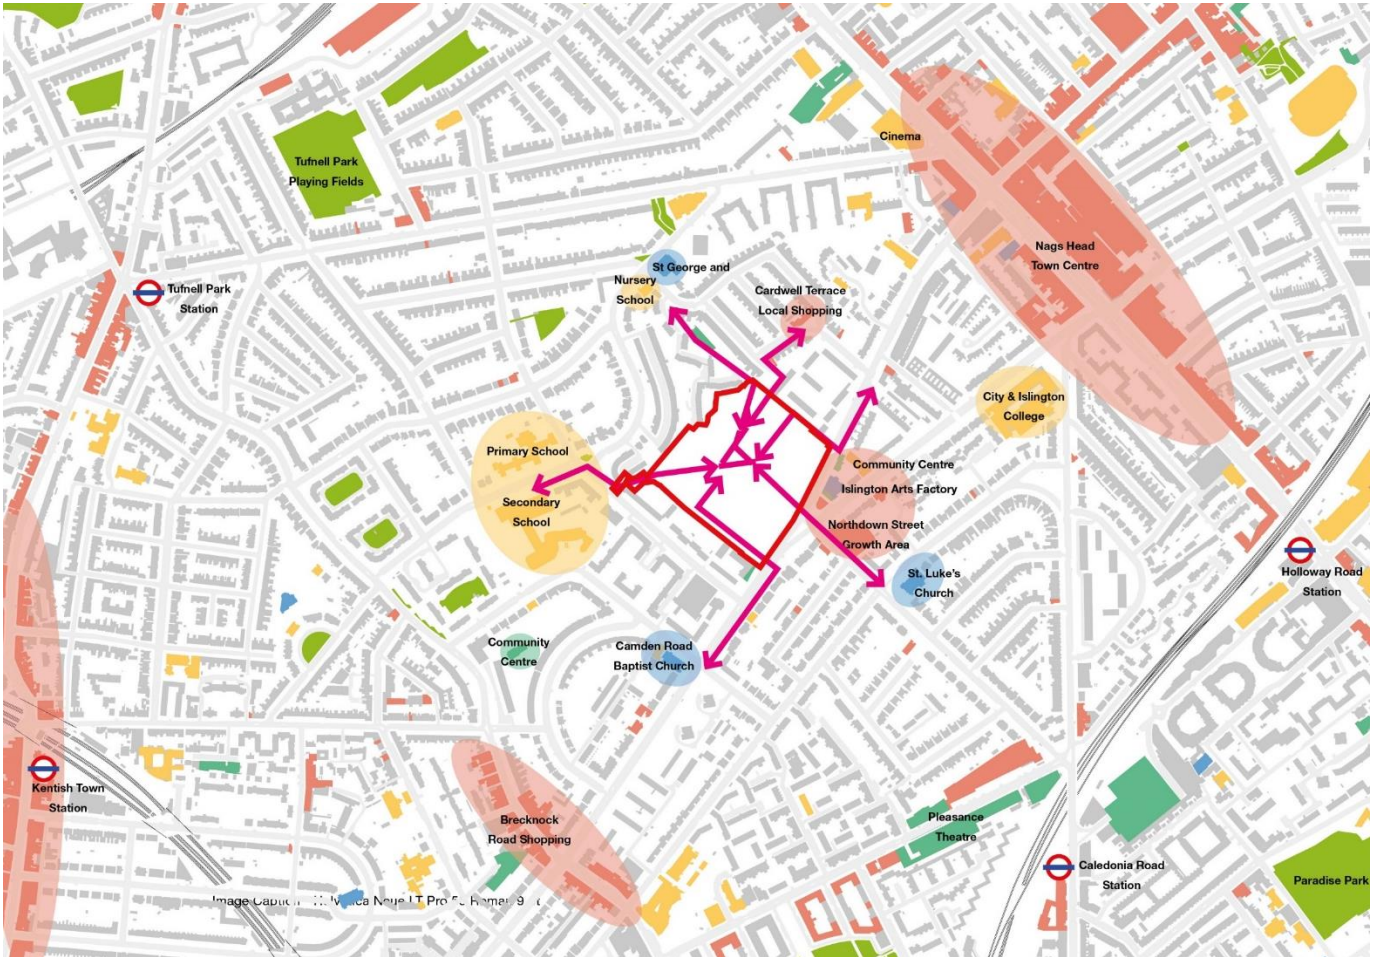 Cinema
Tufnell Park
Playing Fields
Nags Head
Town Centre
St George and
Nursery
School
Tufnell Park
Station
Cardwell Terrace
Local Shopping
City & Islington
College
Primary School
Secondary
School
Community Centre
Islington Arts Factory
Northdown Street
Growth Area
Holloway Road
Station
St. Luke's
Church
Community
Centre
Camden Road
Baptist Church
Kentish Town
Station
Brecknock
Road Shopping
Pleasance
Theatre
Caledonia Road
Station
Paradise Park
Image Caption